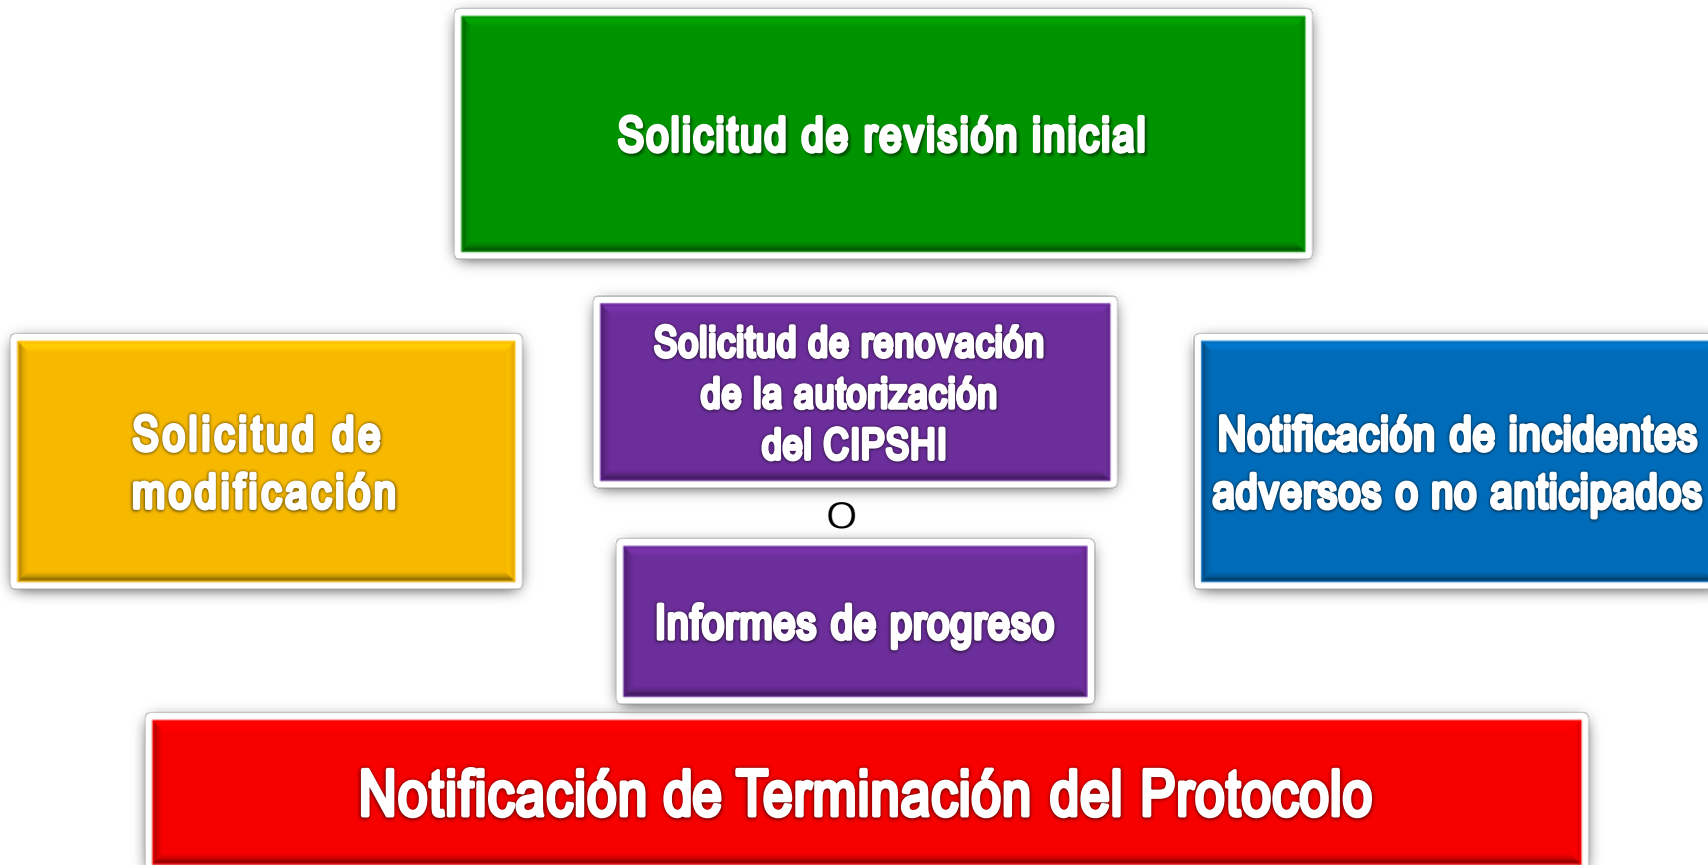 Solicitud de revisión inicial
Solicitud de
modificación
Solicitud de renovación
de la autorización
del CIPSHI
O
Informes de progreso
Notificación de incidentes
adversos o no anticipados
Notificación de Terminación del Protocolo